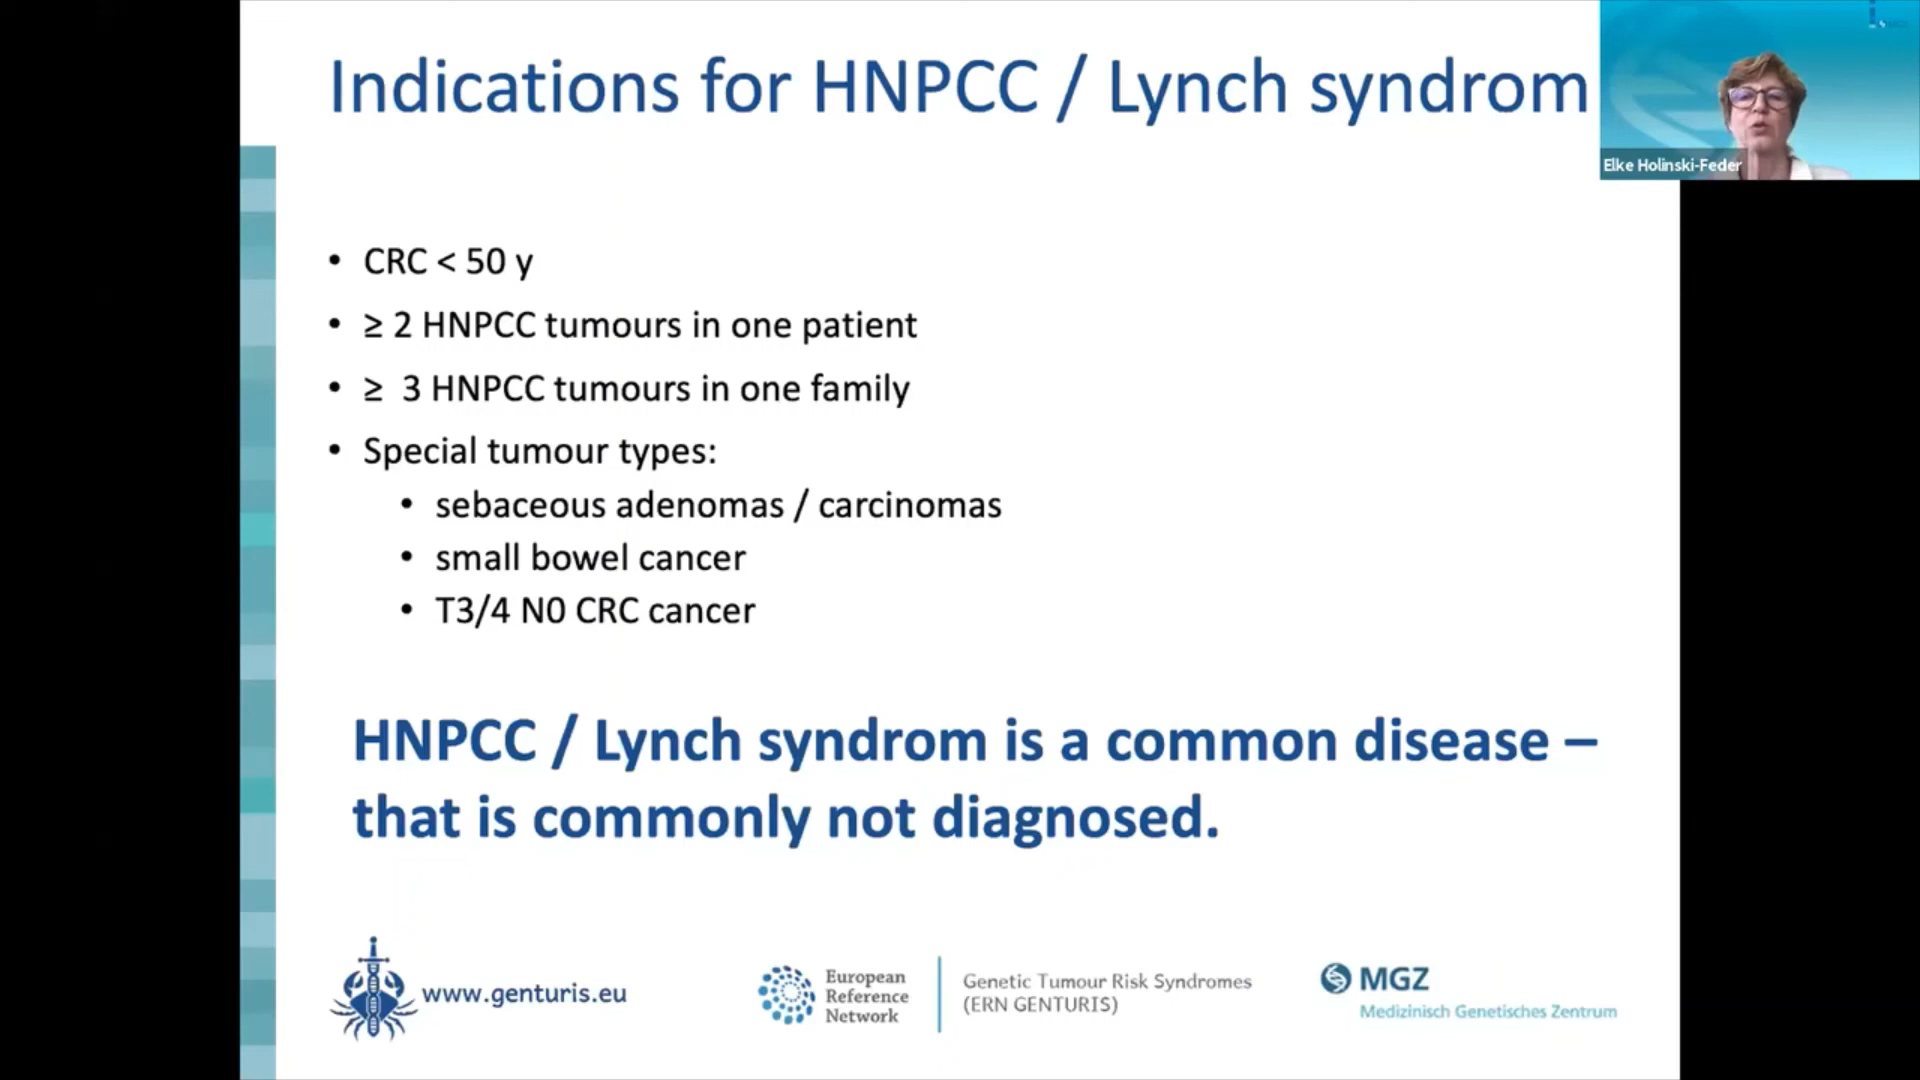 Indications for HNPCC / Lynch syndrom
Elke Holinski-Feder
• CRC < 50 y
• ≥ 2 HNPCC tumours in one patient
• ≥ 3 HNPCC tumours in one family
• Special tumour types:
• sebaceous adenomas / carcinomas
• small bowel cancer
• T3/4 N0 CRC cancer
HNPCC / Lynch syndrom is a common disease –
that is commonly not diagnosed.
www.genturis.eu
European
Reference
Network
Genetic Tumour Risk Syndromes
(ERN GENTURIS)
MGZ
Medizinisch Genetisches Zentrum